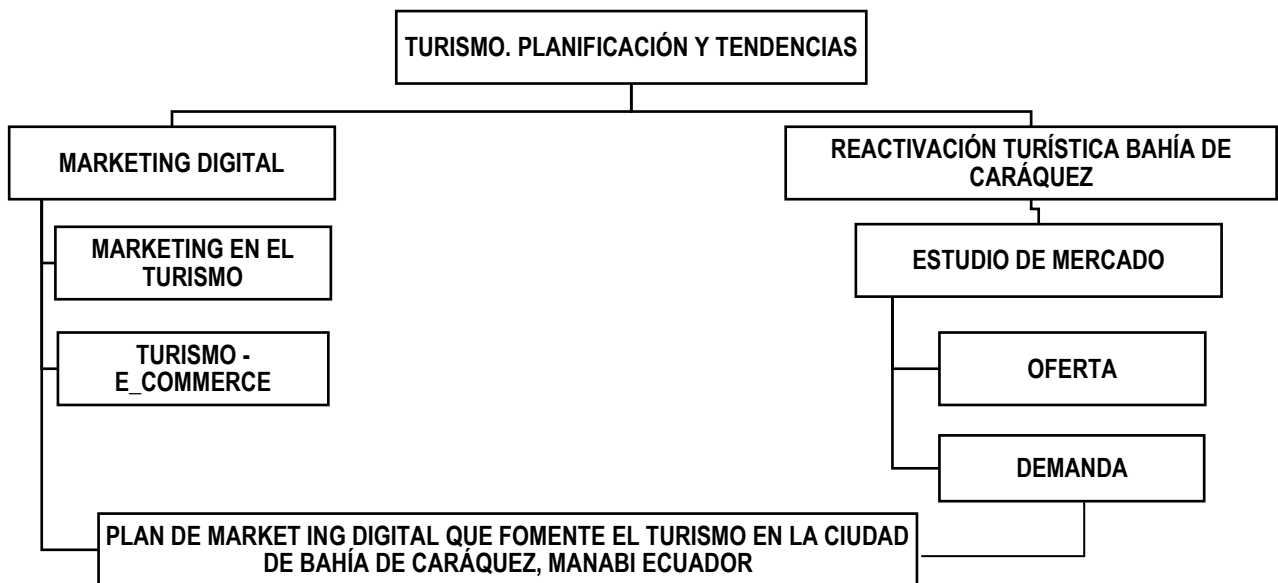 TURISMO. PLANIFICACIÓN Y TENDENCIAS
MARKETING DIGITAL
REACTIVACIÓN TURÍSTICA BAHÍA DE
CARÁQUEZ
MARKETING EN EL
TURISMO
ESTUDIO DE MERCADO
TURISMO -
E_COMMERCE
OFERTA
DEMANDA
PLAN DE MARKET ING DIGITAL QUE FOMENTE EL TURISMO EN LA CIUDAD
DE BAHÍA DE CARÁQUEZ, MANABI ECUADOR